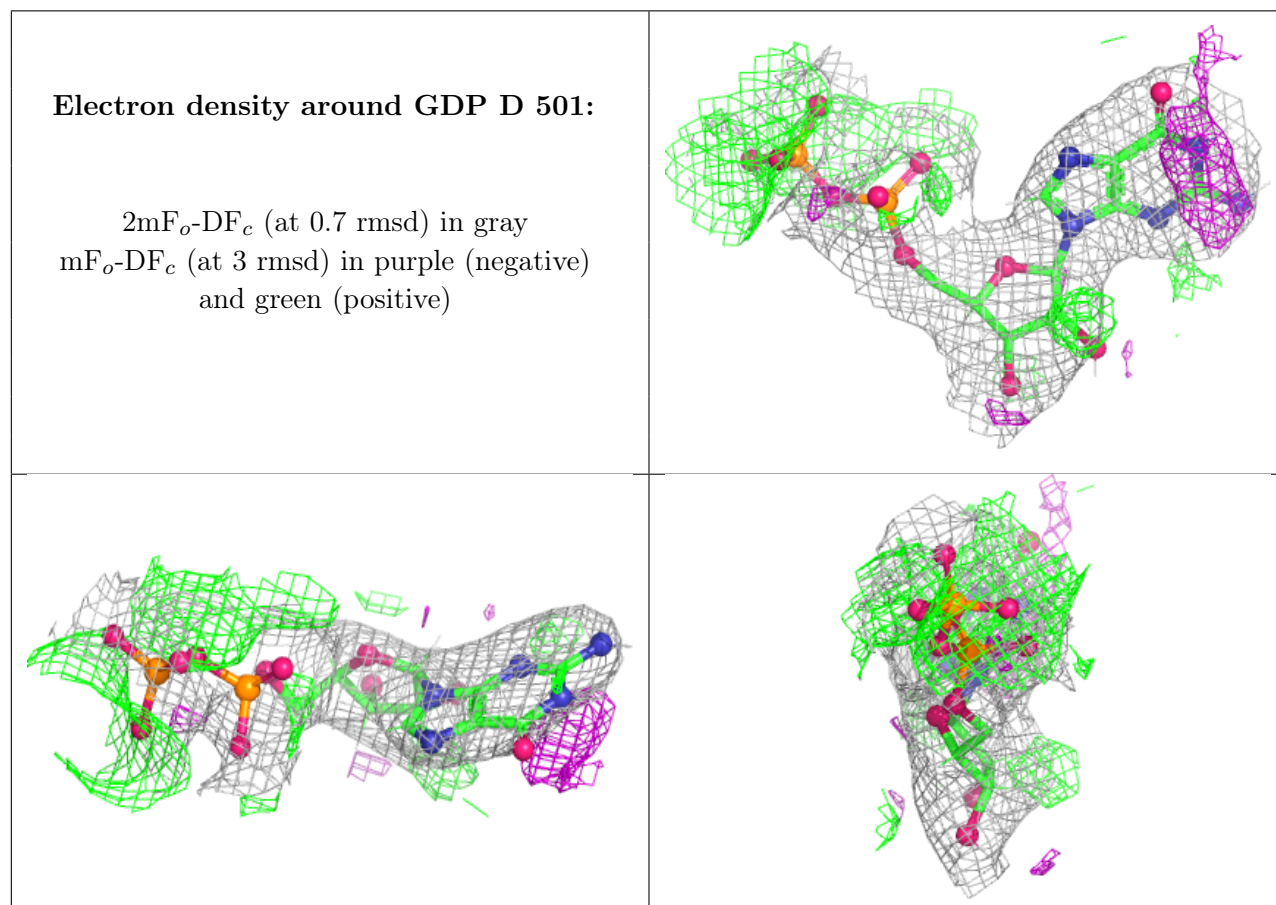 Electron density around GDP D 501:
2mFo-DFc (at 0.7 rmsd) in gray
mFo-DFc (at 3 rmsd) in purple (negative)
and green (positive)